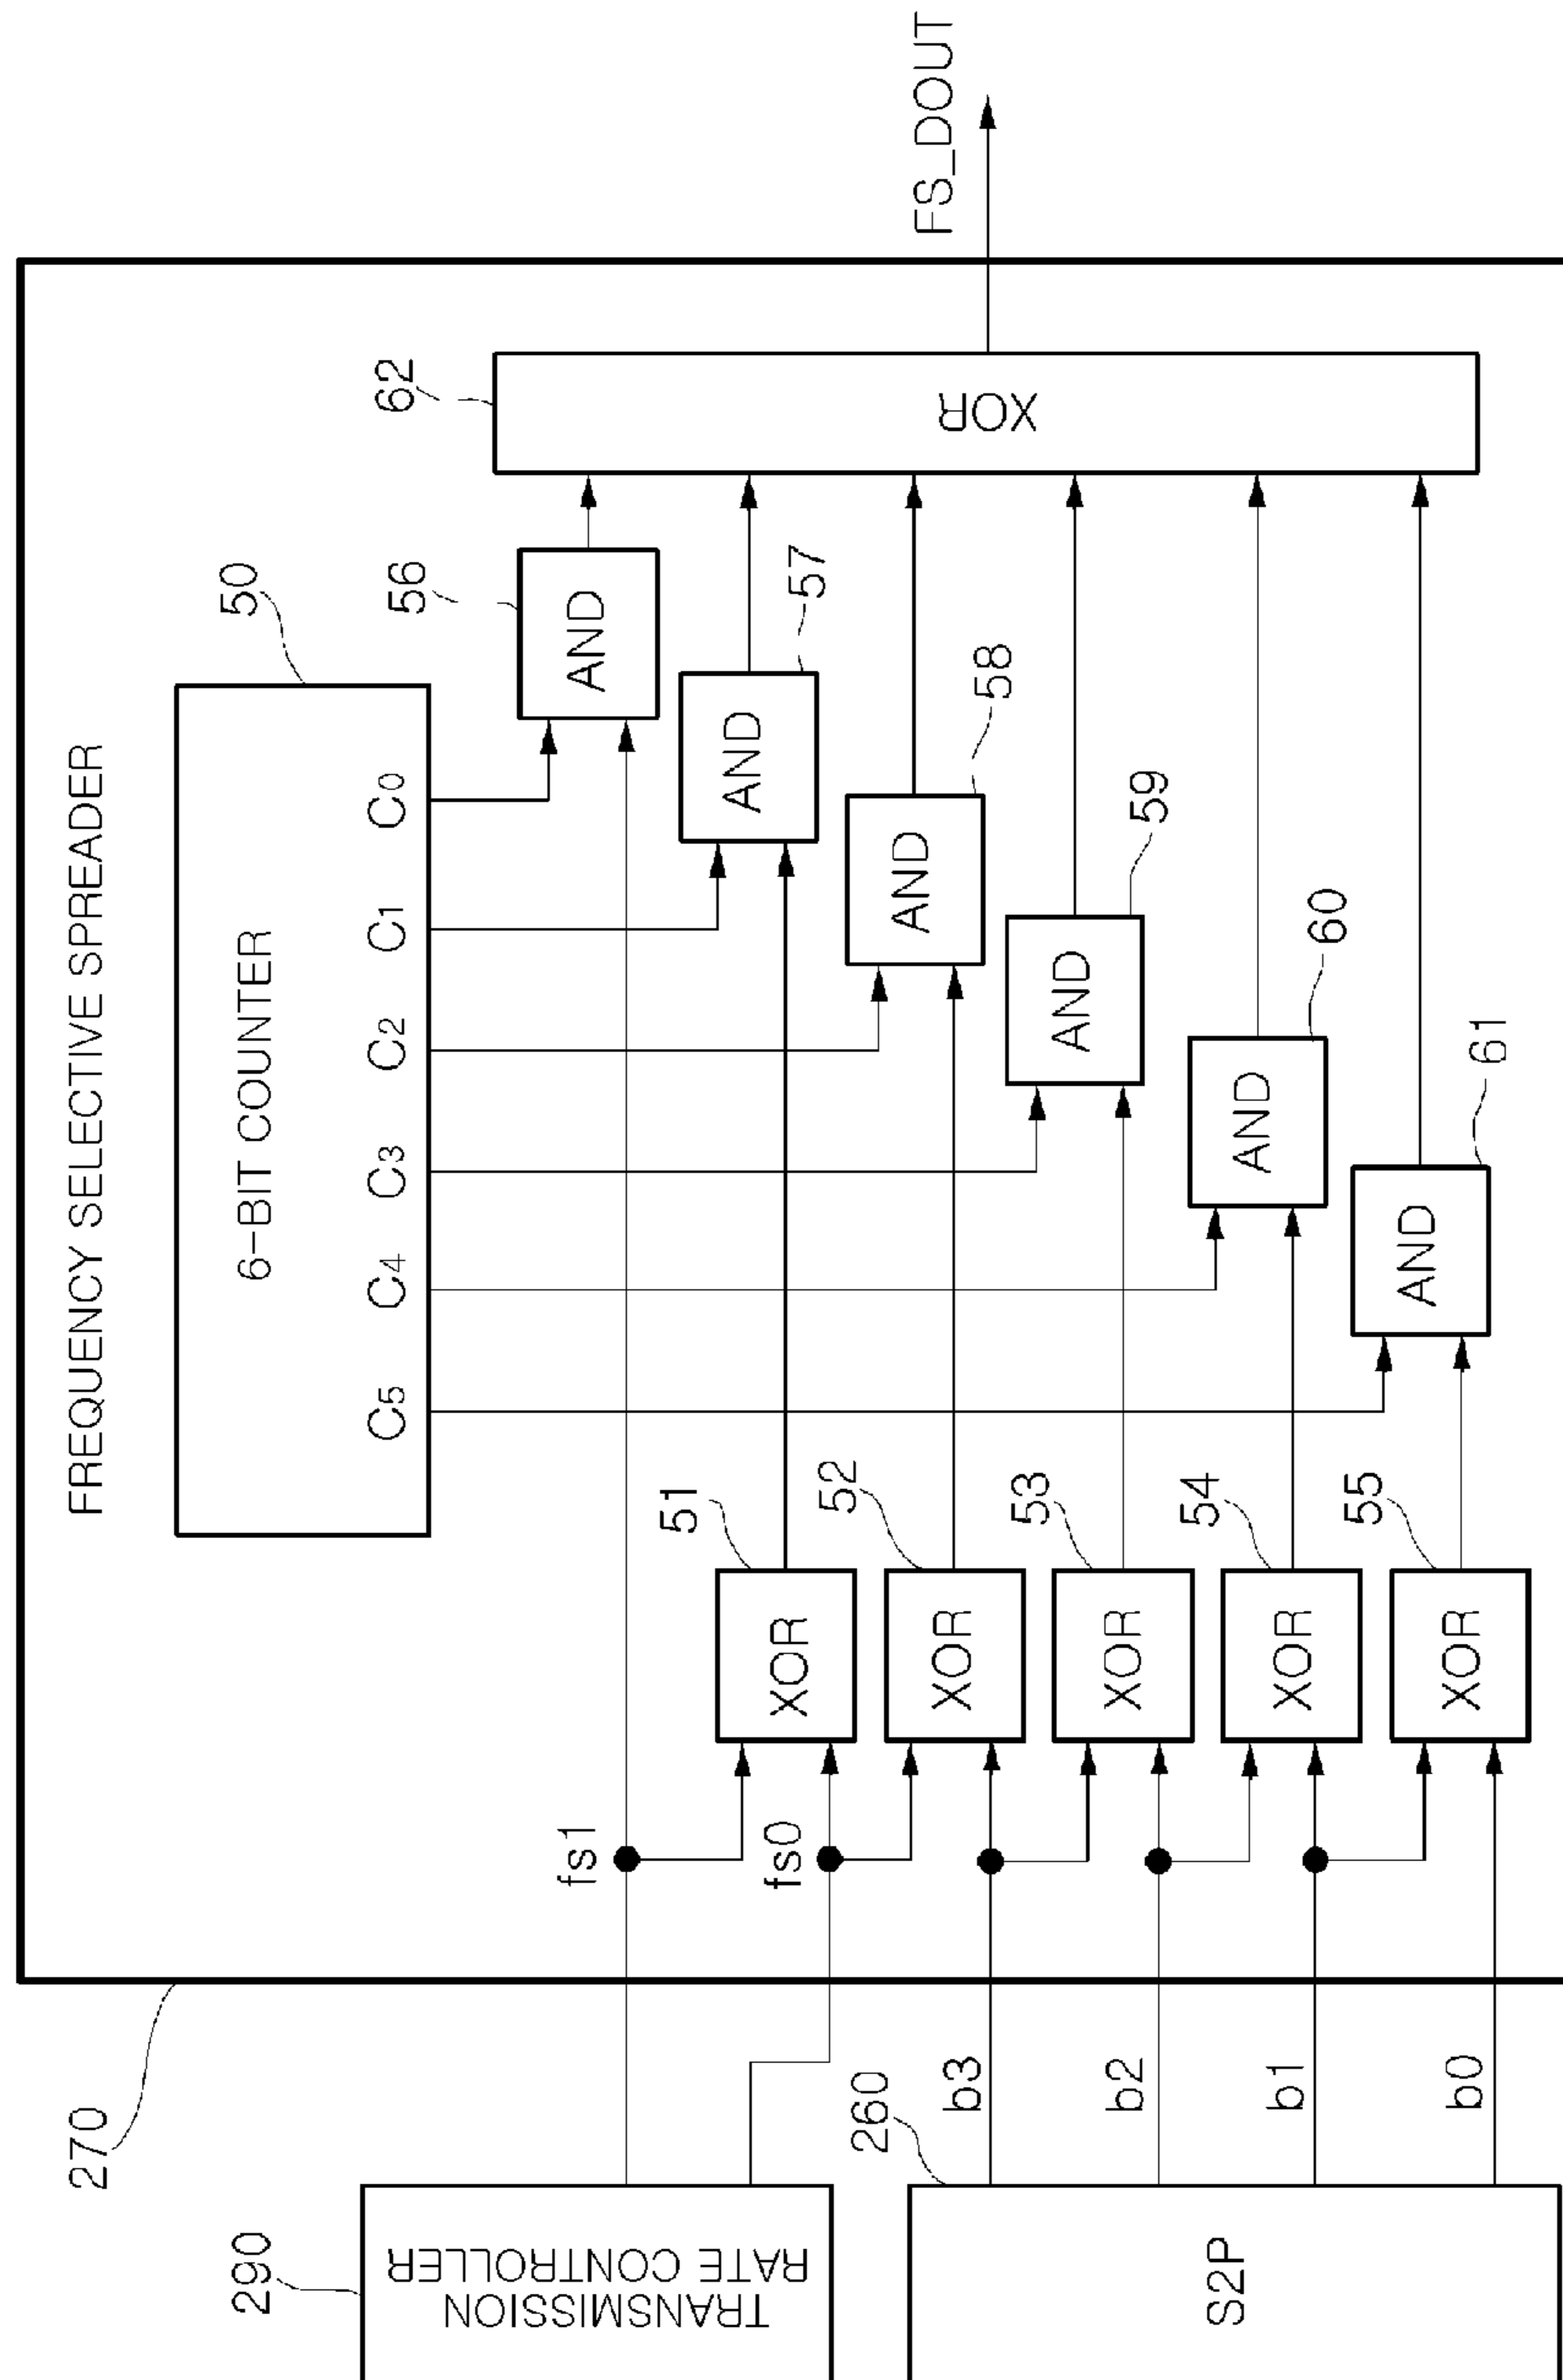 FREQUENCY SELECTIVE SPREADER
270
50
6-BIT COUNTER
C5 C4 C3 C2 C1 C0
290
TRANSMISSION
RATE CONTROLLER
fs1
fs0
56
AND
62
XOR
FS_DOUT
51
XOR
57
AND
260
S2P
b3
52
XOR
58
AND
b2
53
XOR
59
AND
b1
54
XOR
60
AND
b0
55
XOR
61
AND